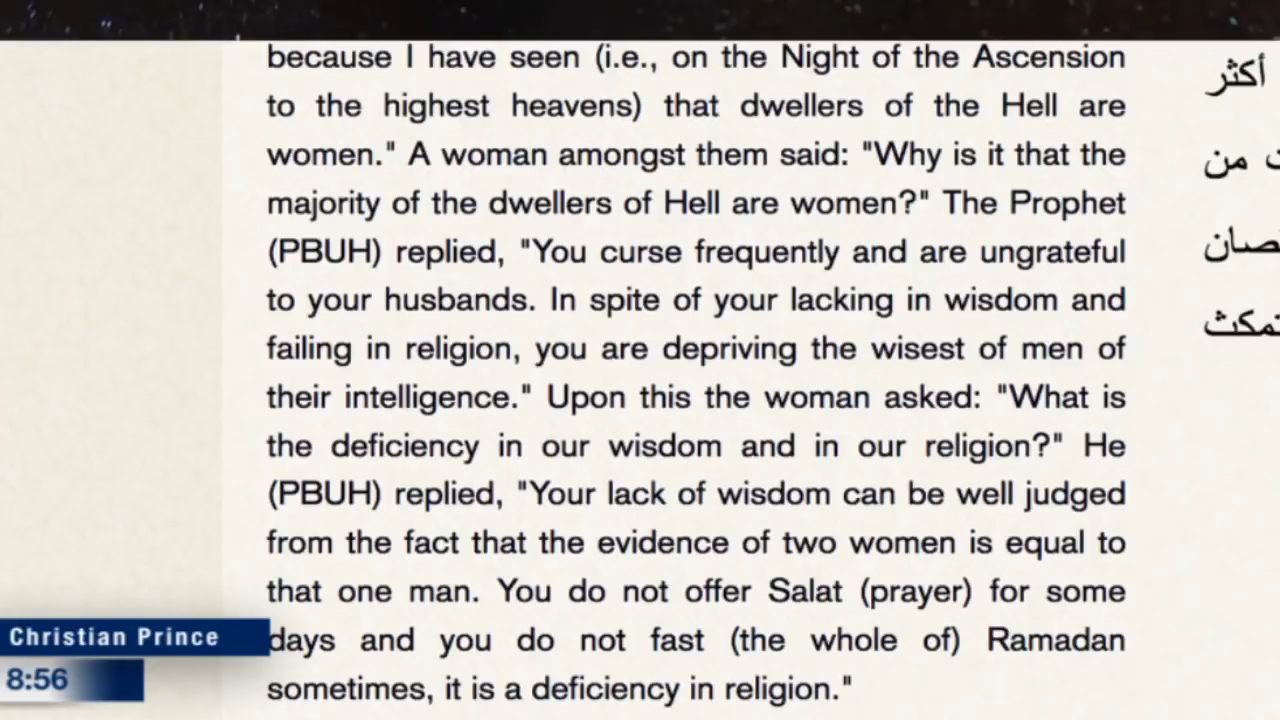 because I have seen (i.e., on the Night of the Ascension
to the highest heavens) that dwellers of the Hell are
women." A woman amongst them said: "Why is it that the
majority of the dwellers of Hell are women?" The Prophet
(PBUH) replied, "You curse frequently and are ungrateful
to your husbands. In spite of your lacking in wisdom and
failing in religion, you are depriving the wisest of men of
their intelligence." Upon this the woman asked: "What is
the deficiency in our wisdom and in our religion?" He
(PBUH) replied, "Your lack of wisdom can be well judged
from the fact that the evidence of two women is equal to
that one man. You do not offer Salat (prayer) for some
days and you do not fast (the whole of) Ramadan
sometimes, it is a deficiency in religion."
أكثر
من
Christian Prince
8:56